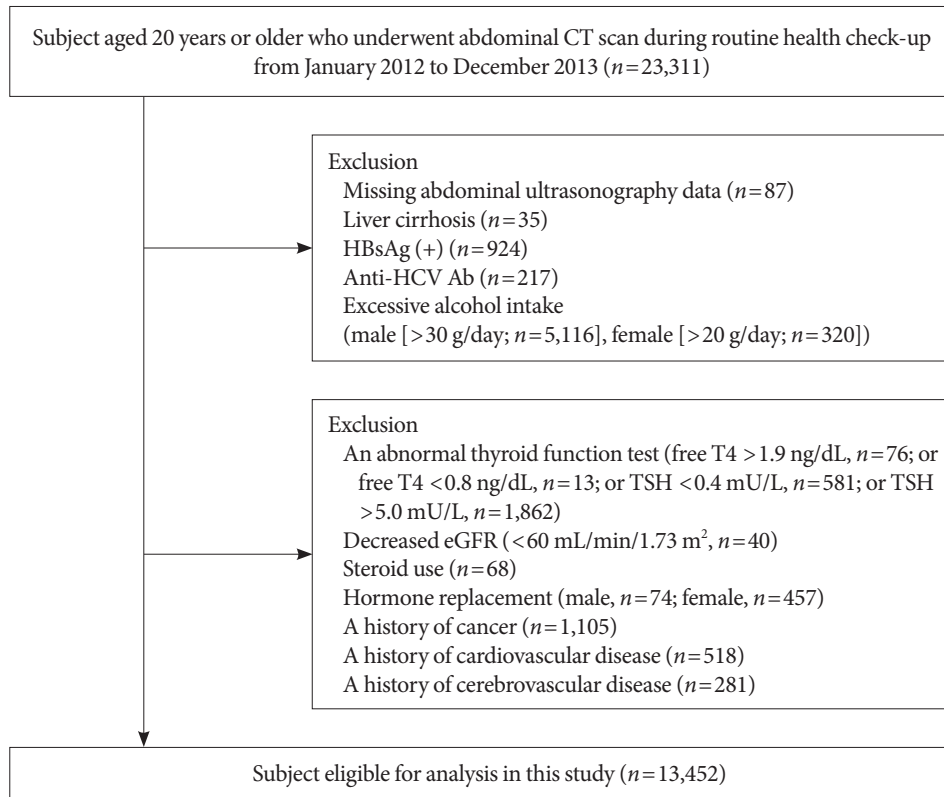 Subject aged 20 years or older who underwent abdominal CT scan during routine health check-up
from January 2012 to December 2013 (n=23,311)
Exclusion
Missing abdominal ultrasonography data (n=87)
Liver cirrhosis (n=35)
HBsAg (+) (n=924)
Anti-HCV Ab (n=217)
Excessive alcohol intake
(male [>30 g/day; n=5,116], female [>20 g/day; n=320])
Exclusion
An abnormal thyroid function test (free T4 >1.9 ng/dL, n=76; or
free T4 <0.8 ng/dL, n=13; or TSH <0.4 mU/L, n=581; or TSH
>5.0 mU/L, n=1,862)
Decreased eGFR (<60 mL/min/1.73 m², n=40)
Steroid use (n=68)
Hormone replacement (male, n=74; female, n=457)
A history of cancer (n=1,105)
A history of cardiovascular disease (n=518)
A history of cerebrovascular disease (n=281)
Subject eligible for analysis in this study (n=13,452)